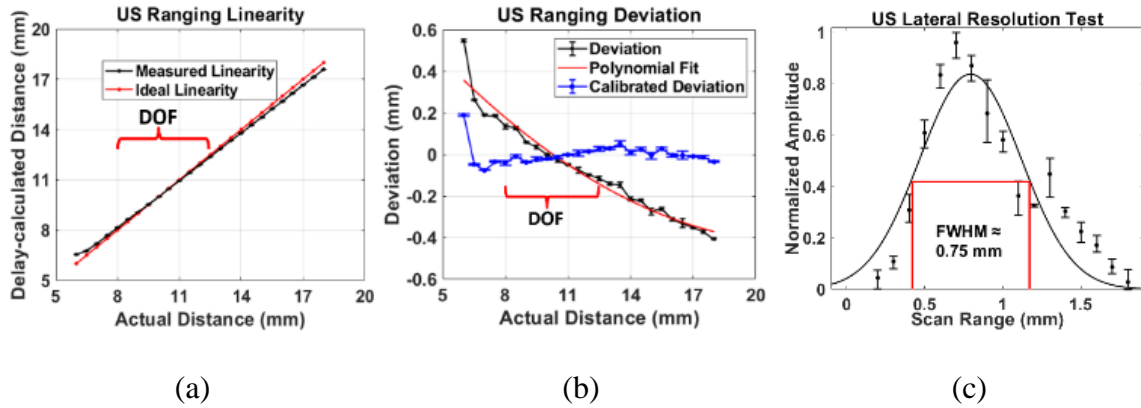 US Ranging Linearity
20
17
14
11
8
5
5 8 11 14 17 20
Delay-calculated Distance (mm)
Actual Distance (mm)
Measured Linearity
Ideal Linearity
DOF
(a)
US Ranging Deviation
0.6
0.4
0.2
0
-0.2
-0.4
-0.6
5 8 11 14 17 20
Deviation (mm)
Actual Distance (mm)
Deviation
Polynomial Fit
Calibrated Deviation
DOF
(b)
US Lateral Resolution Test
1
0.8
0.6
0.4
0.2
0
0 0.5 1 1.5
Normalized Amplitude
Scan Range (mm)
FWHM ≈
0.75 mm
(c)